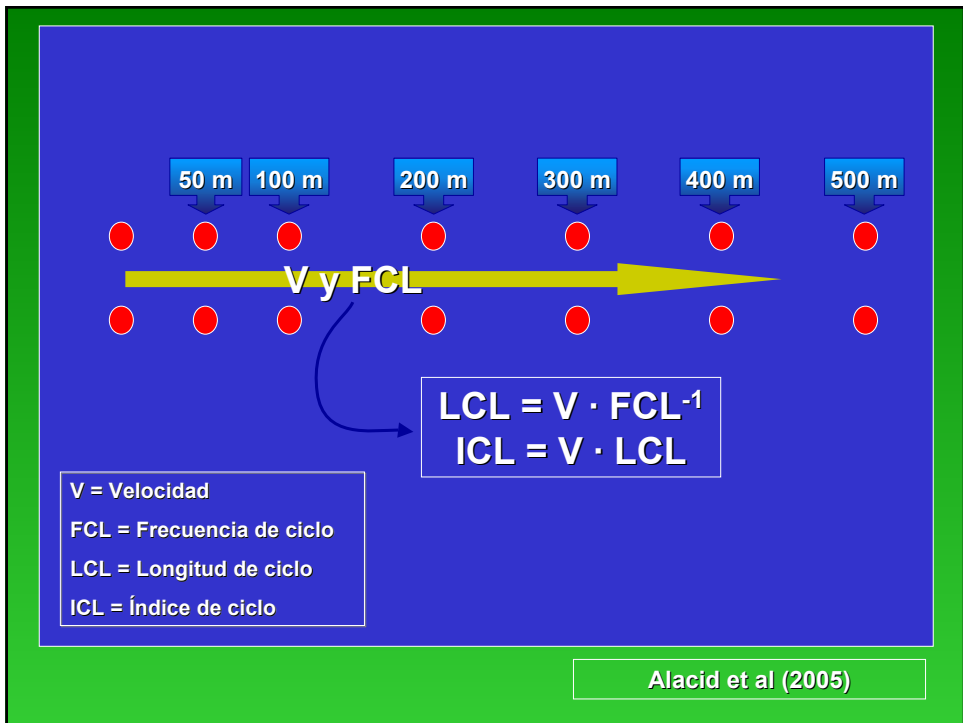 50 m 100 m 200 m 300 m 400 m 500 m
V y FCL
LCL = V · FCL⁻¹
ICL = V · LCL
V = Velocidad
FCL = Frecuencia de ciclo
LCL = Longitud de ciclo
ICL = Índice de ciclo
Alacid et al (2005)